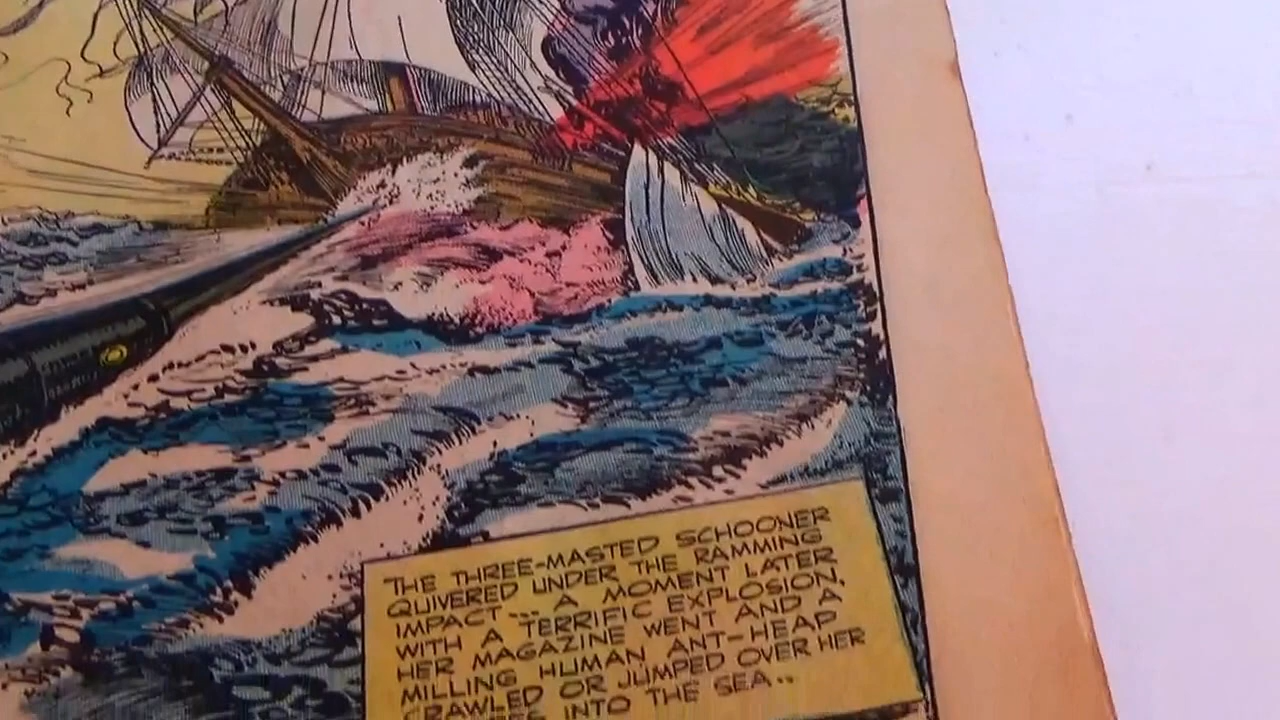 THE THREE-MASTED SCHOONER
QUIVERED UNDER THE RAMMING
IMPACT --- A MOMENT LATER
WITH A TERRIFIC EXPLOSION,
HER MAGAZINE WENT AND A
MILLING HUMAN ANT-HEAP
CRAWLED OR JUMPED OVER HER
INTO THE SEA..